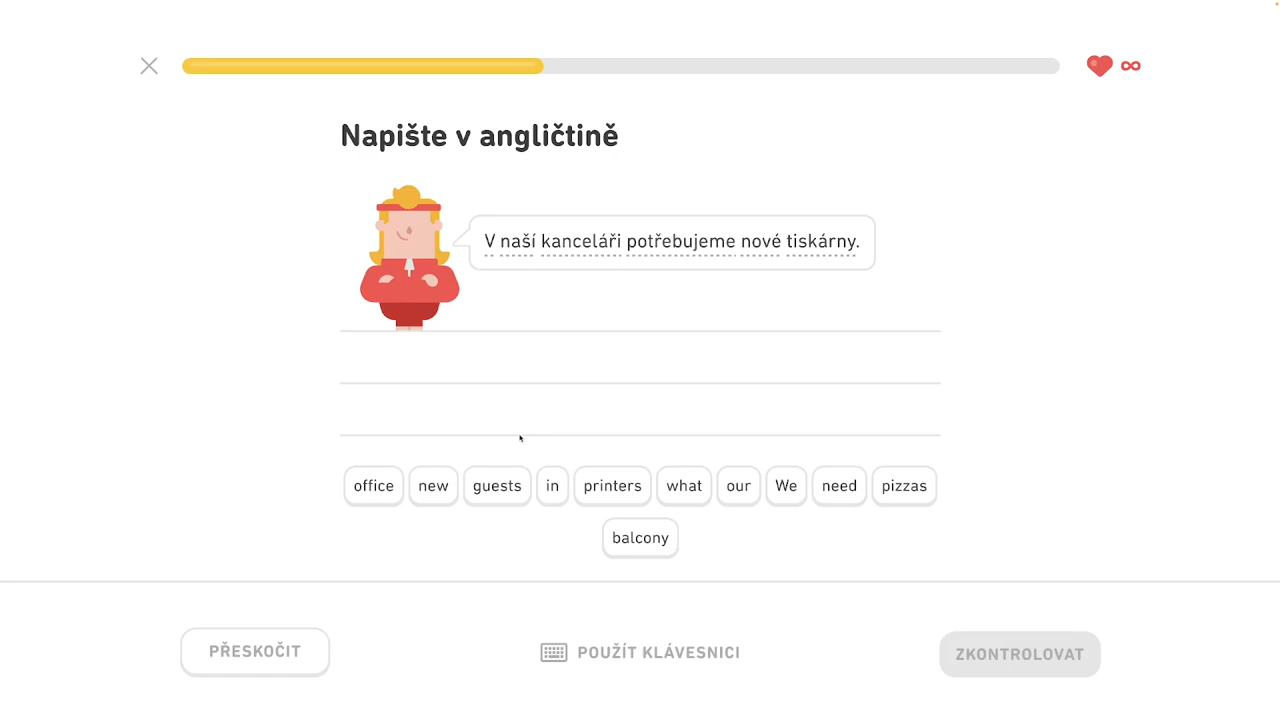 Napište v angličtině
V naší kanceláři potřebujeme nové tiskárny.
office new guests in printers what our We need pizzas
balcony
PŘESKOČIT POUŽÍT KLÁVESNICI ZKONTROLOVAT